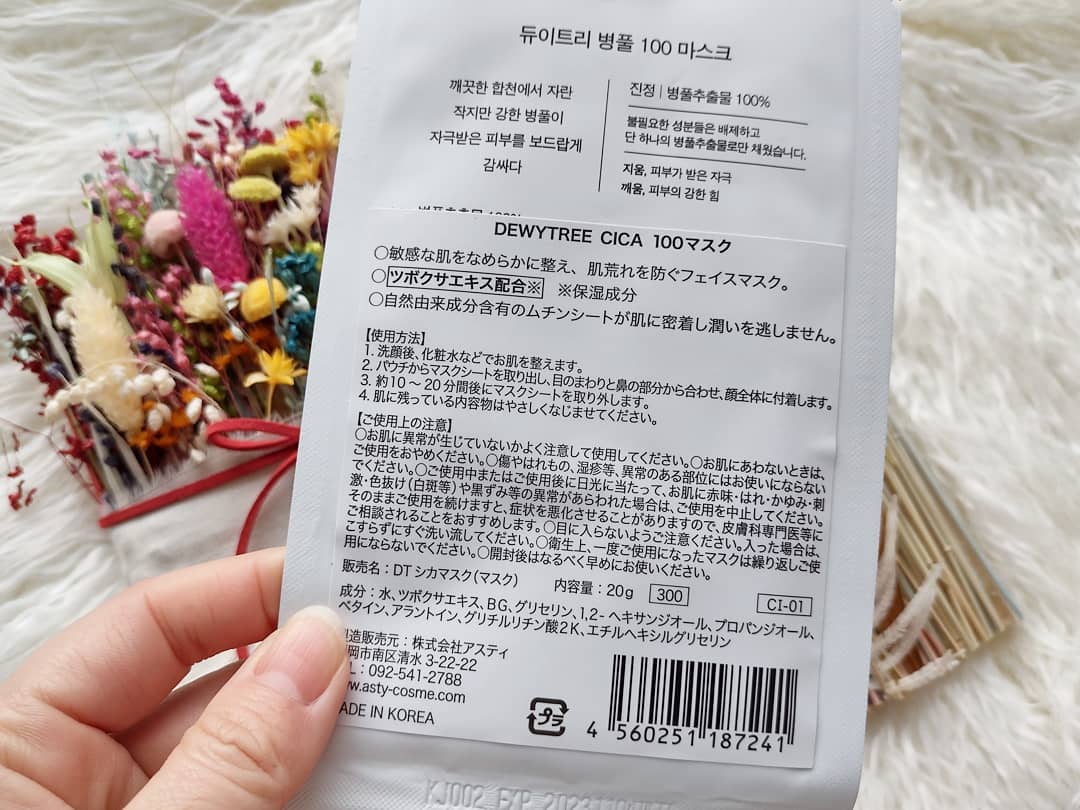 듀이트리 병풀 100 마스크
깨끗한 합천에서 자란
작지만 강한 병풀이
자극받은 피부를 보드랍게
감싸다
진정 | 병풀추출물 100%
불필요한 성분들은 배제하고
단 하나의 병풀추출물로만 채웠습니다.
지움, 피부가 받은 자극
깨움, 피부의 강한 힘
DEWYTREE CICA 100マスク
○敏感な肌をなめらかに整え、肌荒れを防ぐフェイスマスク。
○ツボクサエキス配合※ ※保湿成分
○自然由来成分含有のムチンシートが肌に密着し潤いを逃しません。
【使用方法】
1. 洗顔後、化粧水などでお肌を整えます。
2. パウチからマスクシートを取り出し、目のまわりと鼻の部分から合わせ、顔全体に付着します。
3. 約10～20分間後にマスクシートを取り外します。
4. 肌に残っている内容物はやさしくなじませてください。
【ご使用上の注意】
○お肌に異常が生じていないかよく注意して使用してください。○お肌にあわないときは、
ご使用をおやめください。○傷やはれもの、湿疹等、異常のある部位にはお使いにならない
でください。○ご使用中またはご使用後に日光に当たって、お肌に赤味・はれ・かゆみ・刺
激・色抜け(白斑等)や黒ずみ等の異常があらわれた場合は、ご使用を中止してください。
そのままご使用を続けますと、症状を悪化させることがありますので、皮膚科専門医等に
ご相談されることをおすすめします。○目に入らないようご注意ください。入った場合は、
こすらずにすぐ洗い流してください。○衛生上、一度ご使用になったマスクは繰り返しご使
用にならないでください。○開封後はなるべく早めにお使いください。
販売名：DT シカマスク(マスク) 内容量：20g 300 CI-01
成分：水、ツボクサエキス、BG、グリセリン、1,2-ヘキサンジオール、プロパンジオール、
ベタイン、アラントイン、グリチルリチン酸2K、エチルヘキシルグリセリン
造販売元：株式会社アスティ
岡市南区清水 3-22-22
L：092-541-2788
ww.asty-cosme.com
ADE IN KOREA
プラ
4 560251 187241
KJ002 EXP